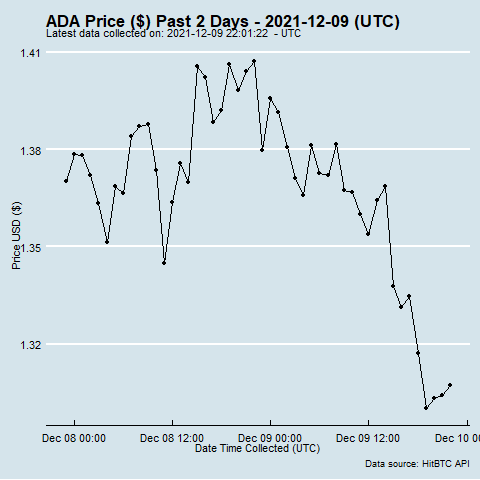 ADA Price ($) Past 2 Days - 2021-12-09 (UTC)
Latest data collected on: 2021-12-09 22:01:22 - UTC
1.41
1.38
1.35
1.32
Price USD ($)
Dec 08 00:00 Dec 08 12:00 Dec 09 00:00 Dec 09 12:00 Dec 10 00
Date Time Collected (UTC)
Data source: HitBTC API